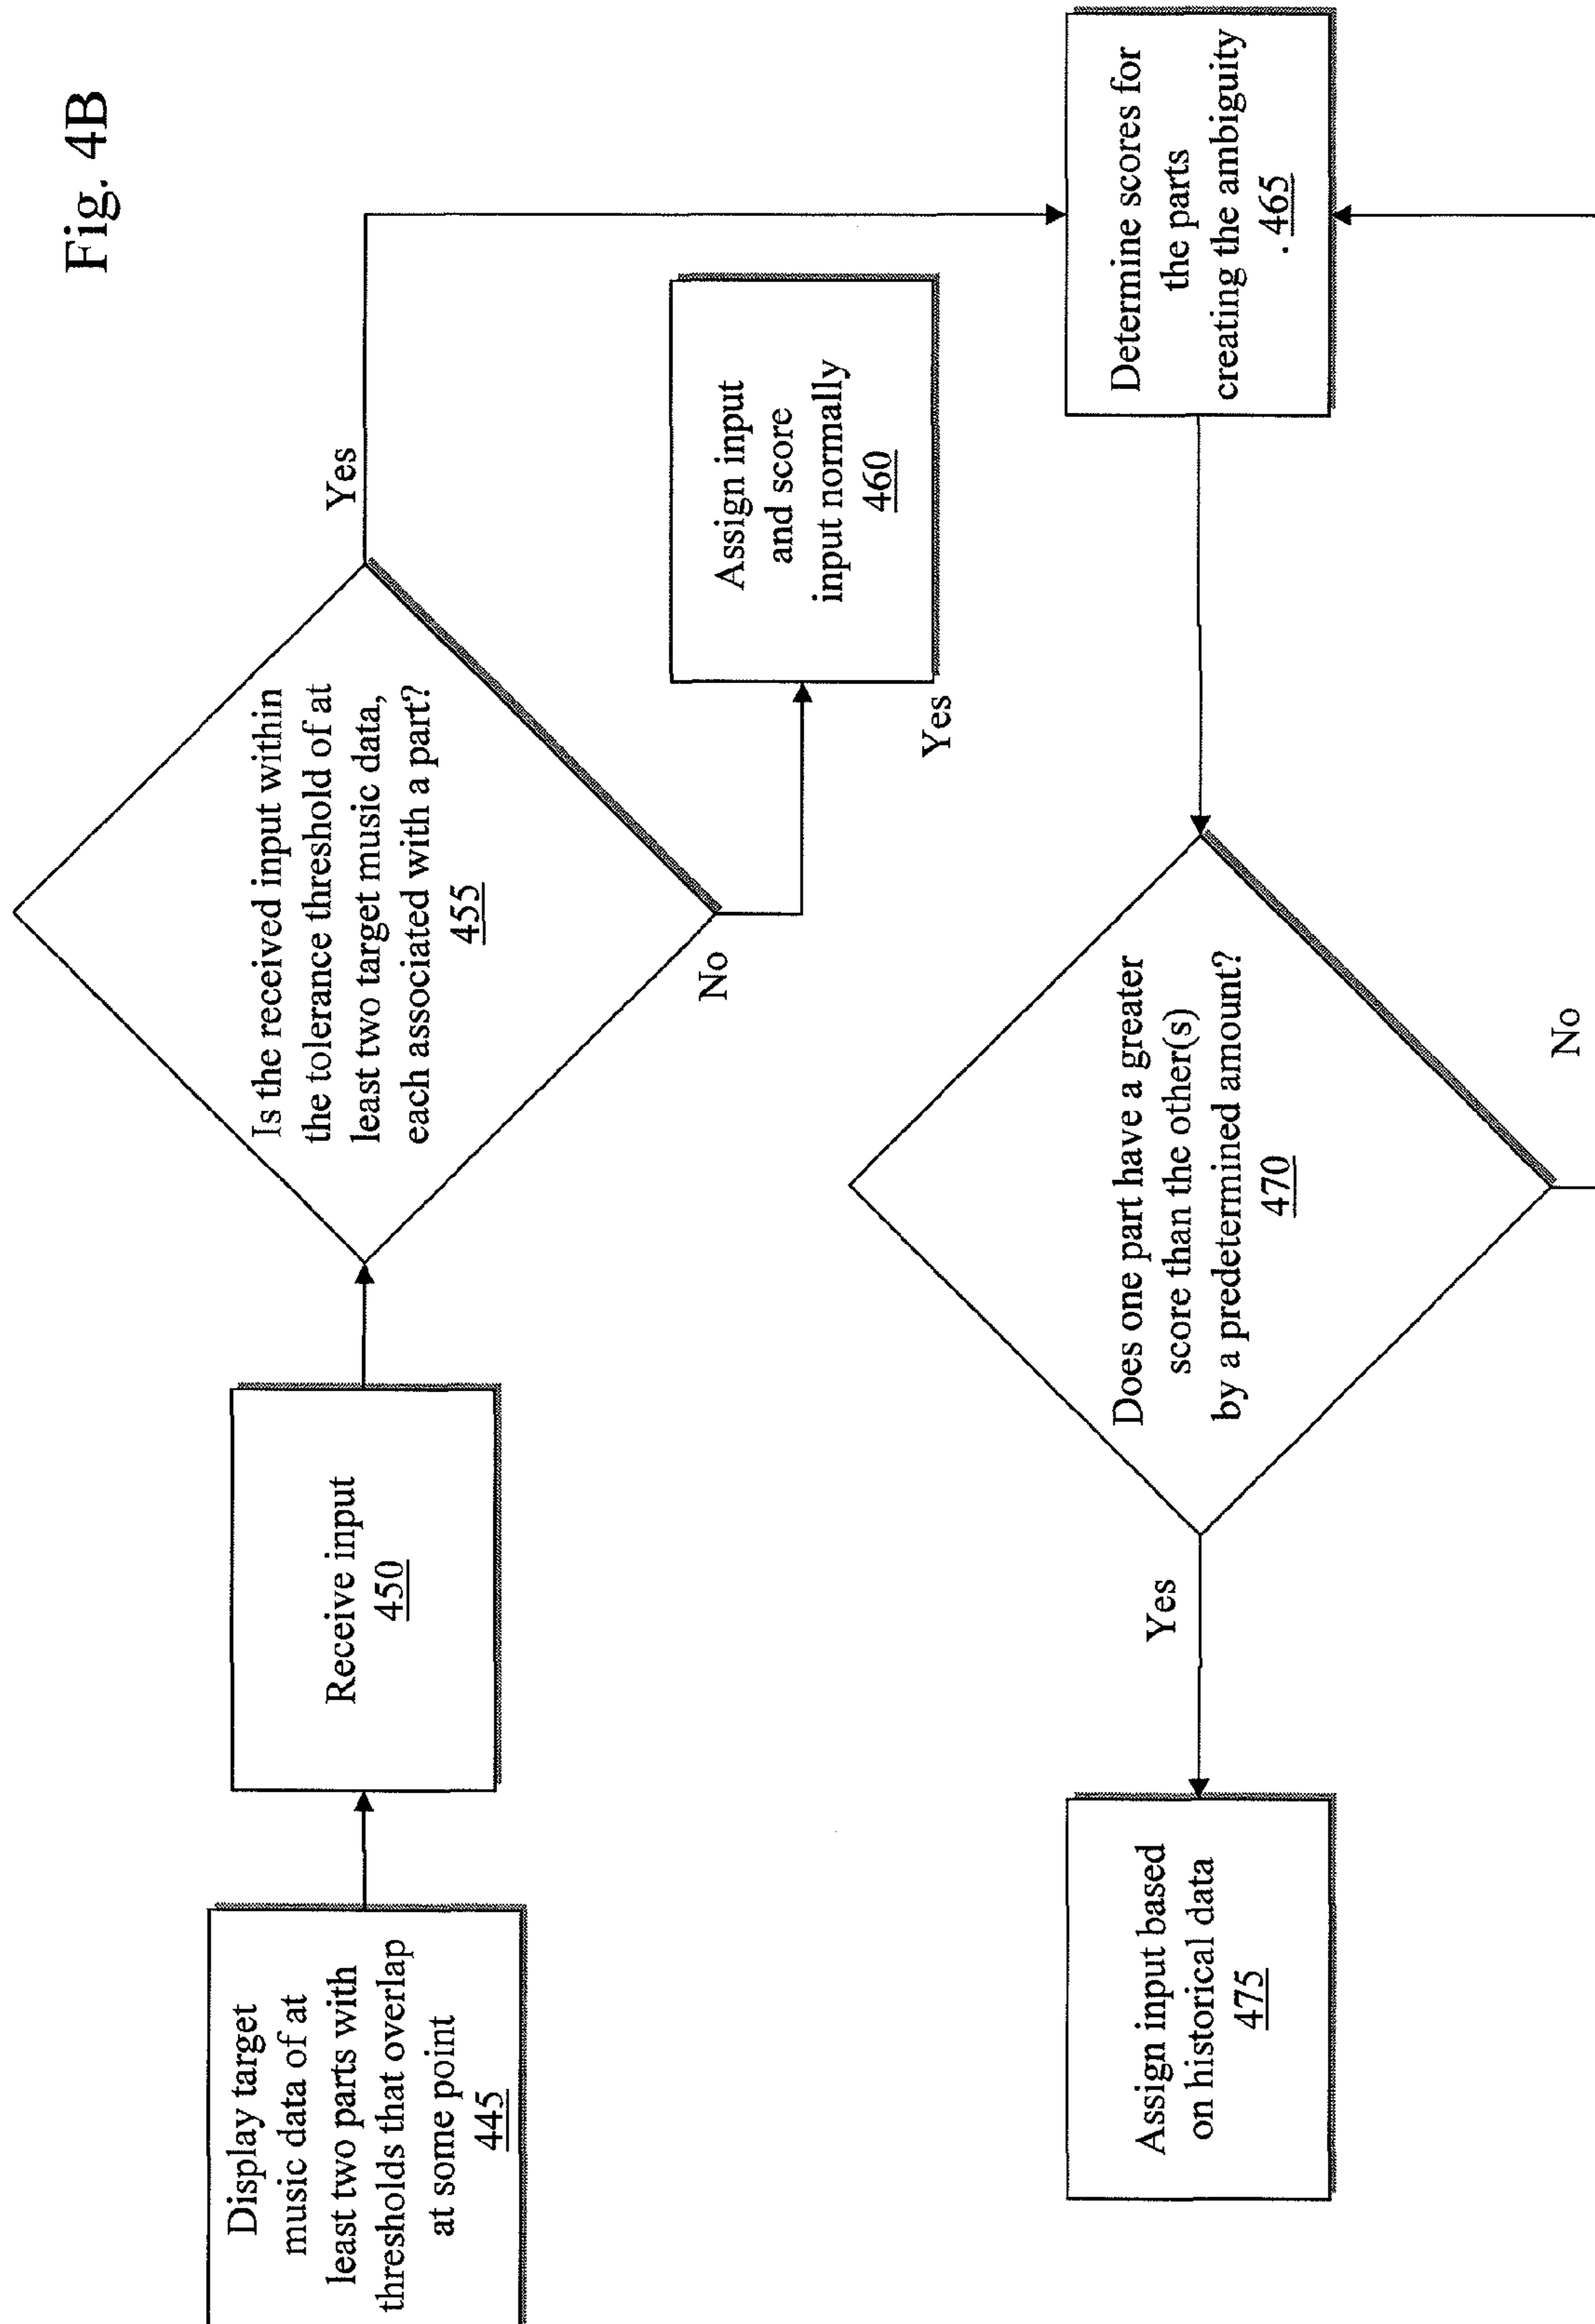 Fig. 4B
Display target
music data of at
least two parts with
thresholds that overlap
at some point
445
Receive input
450
Is the received input within
the tolerance threshold of at
least two target music data,
each associated with a part?
455
Yes
No
Assign input
and score
input normally
460
Yes
Determine scores for
the parts
creating the ambiguity
. 465
Does one part have a greater
score than the other(s)
by a predetermined amount?
470
No
Yes
Assign input based
on historical data
475